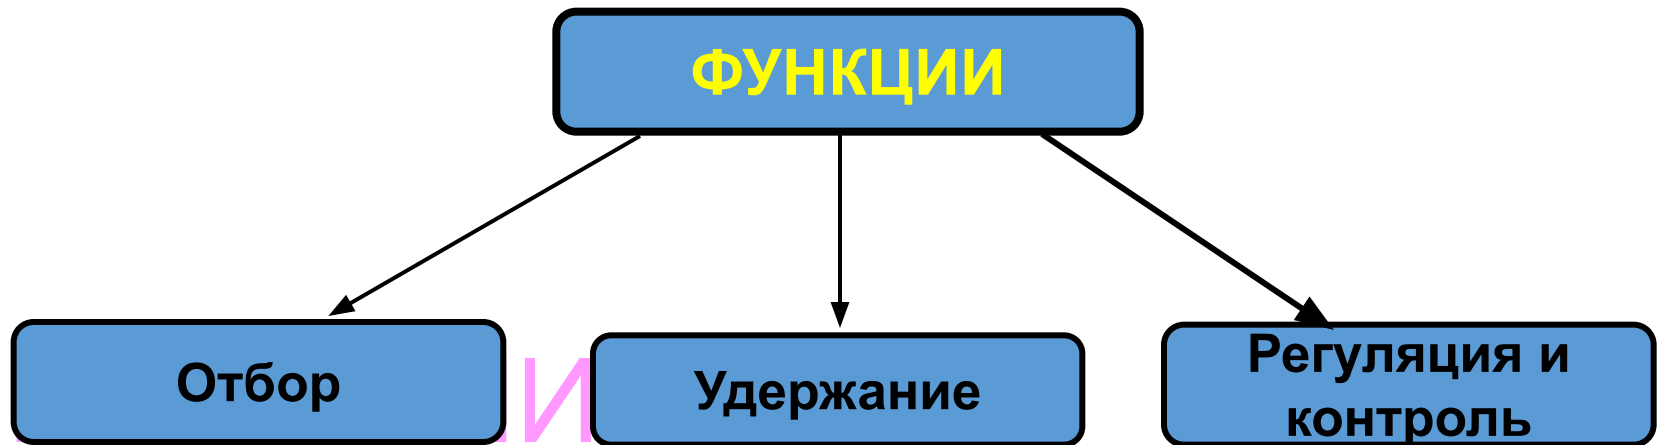 ФУНКЦИИ
Отбор
Удержание
Регуляция и
контроль